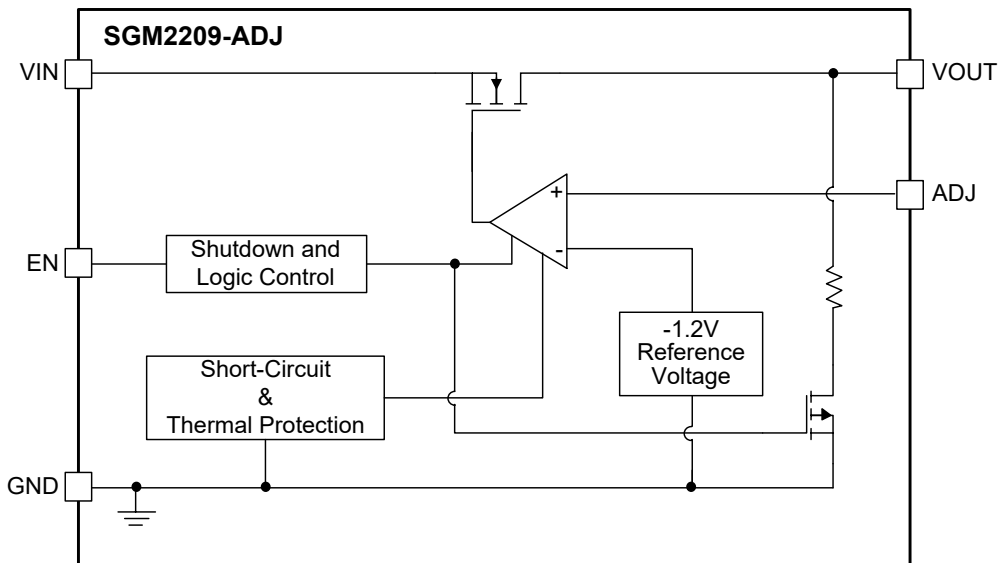 SGM2209-ADJ
VIN
VOUT
+
ADJ
-
EN
Shutdown and
Logic Control
-1.2V
Reference
Voltage
Short-Circuit
&
Thermal Protection
GND